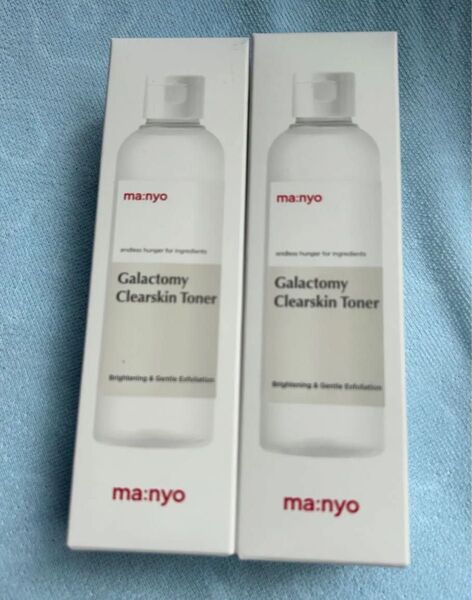 ma:nyo
endless hunger for ingredients
Galactomy
Clearskin Toner
Brightening & Gentle Exfoliation
ma:nyo
ma:nyo
endless hunger for ingredients
Galactomy
Clearskin Toner
Brightening & Gentle Exfoliation
ma:nyo